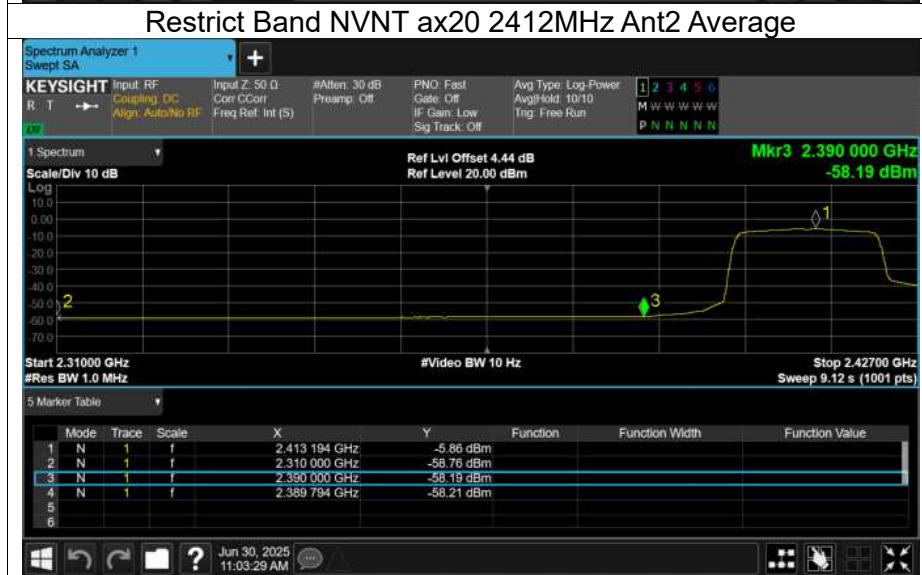 Restrict Band NVNT ax20 2412MHz Ant2 Average
Spectrum Analyzer 1
Swept SA
+
KEYSIGHT
R T
Input: RF
Coupling: DC
Align: Auto/No RF
Input Z: 50 Ω
Corr CCorr
Freq Ref: Int (S)
#Atten: 30 dB
Preamp: Off
PNO: Fast
Gate: Off
IF Gain: Low
Sig Track: Off
Avg Type: Log-Power
Avg|Hold: 10/10
Trig: Free Run
1 2 3 4 5 6
M W W W W W
P N N N N N
1 Spectrum
Scale/Div 10 dB
Ref Lvl Offset 4.44 dB
Ref Level 20.00 dBm
Mkr3 2.390 000 GHz
-58.19 dBm
Log
10.0
0.00
-10.0
-20.0
-30.0
-40.0
-50.0
-60.0
-70.0
1
2
3
Start 2.31000 GHz
#Video BW 10 Hz
Stop 2.42700 GHz
#Res BW 1.0 MHz
Sweep 9.12 s (1001 pts)
5 Marker Table
Mode Trace Scale X Y Function Function Width Function Value
1 N 1 f 2.413 194 GHz -5.86 dBm
2 N 1 f 2.310 000 GHz -58.76 dBm
3 N 1 f 2.390 000 GHz -58.19 dBm
4 N 1 f 2.389 794 GHz -58.21 dBm
5
6
?
Jun 30, 2025
11:03:29 AM